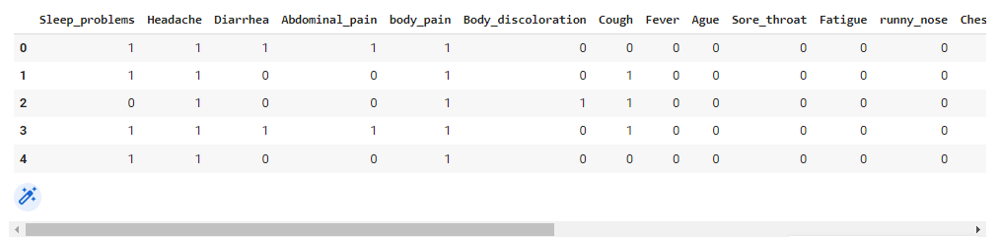 Sleep_problems Headache Diarrhea Abdominal_pain body_pain Body_discoloration Cough Fever Ague Sore_throat Fatigue runny_nose Ches
0 1 1 1 1 1 0 0 0 0 0 0 0
1 1 1 0 0 1 0 1 0 0 0 0 0
2 0 1 0 0 1 1 1 0 0 0 0 0
3 1 1 1 1 1 0 1 0 0 0 0 0
4 1 1 0 0 1 0 0 0 0 0 0 0